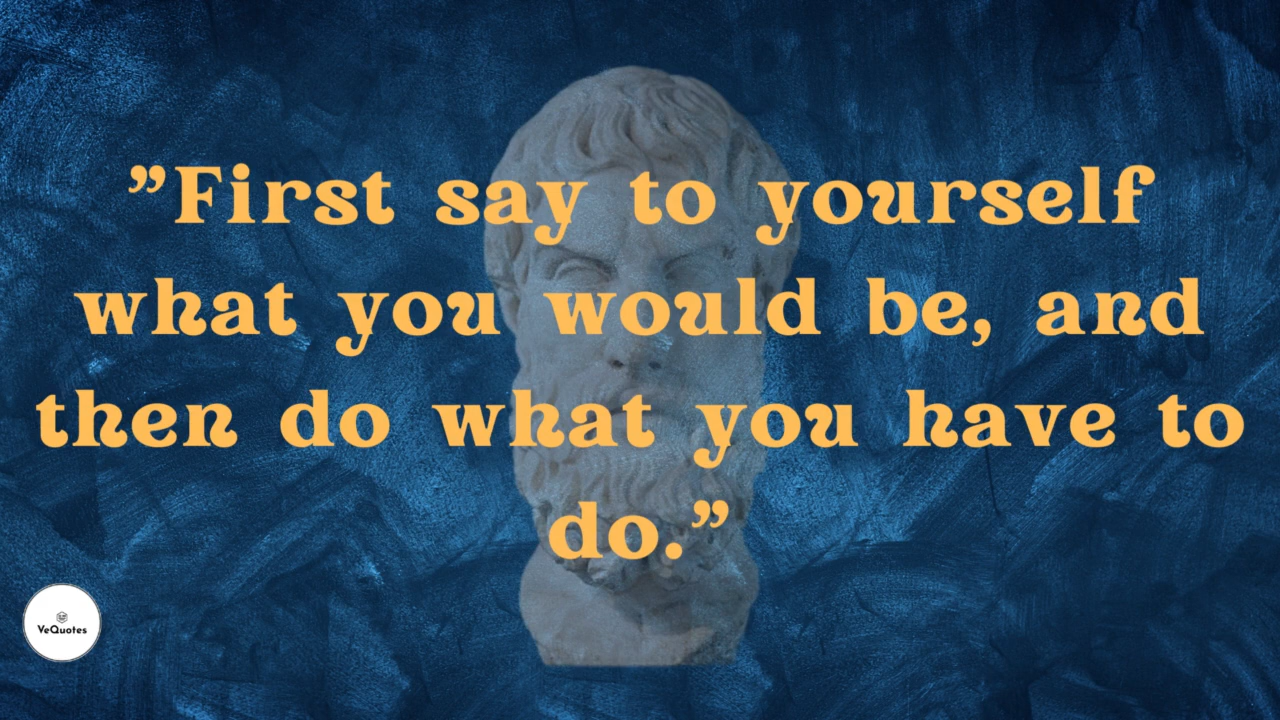 ”First say to yourself
what you would be, and
then do what you have to
do.”
VeQuotes